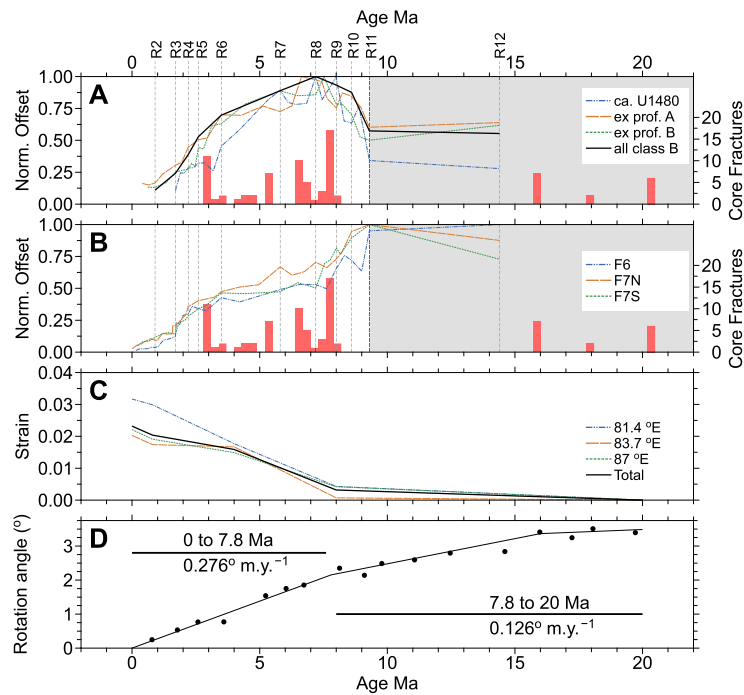 Age Ma
0 5 10 15 20
R2 R3 R4 R5 R6 R7 R8 R9 R10 R11 R12
A
Norm. Offset
1.00
0.75
0.50
0.25
0.00
ca. U1480
ex prof. A
ex prof. B
all class B
20
15
10
5
0
Core Fractures
B
Norm. Offset
1.00
0.75
0.50
0.25
0.00
F6
F7N
F7S
20
15
10
5
0
Core Fractures
C
Strain
0.04
0.03
0.02
0.01
0.00
81.4 ºE
83.7 ºE
87 ºE
Total
D
Rotation angle (º)
3
2
1
0
0 to 7.8 Ma
0.276º m.y.⁻¹
7.8 to 20 Ma
0.126º m.y.⁻¹
0 5 10 15 20
Age Ma